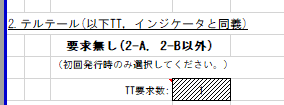 2.テルテール(以下TT, インジケータと同義)
要求無し(2-A, 2-B以外)
(初回発行時のみ選択してください。)
TT要求数: